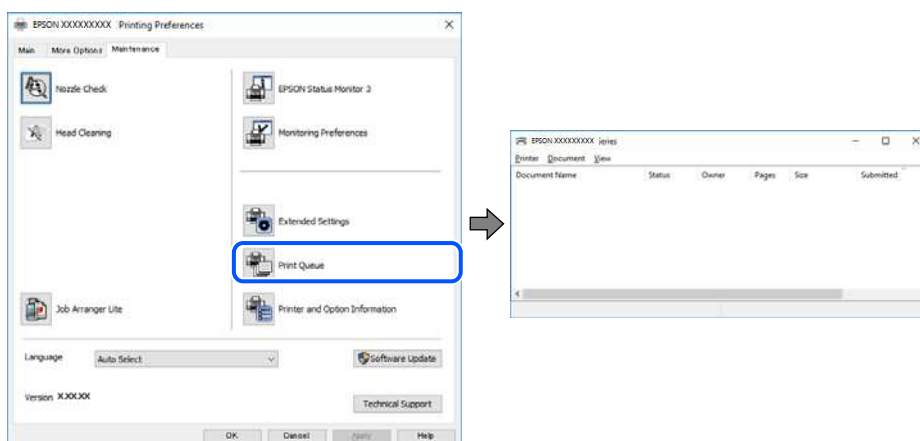 EPSON XXXXXXXXX Printing Preferences
Main More Options Maintenance
Nozzle Check
Head Cleaning
Job Arranger Lite
EPSON Status Monitor 3
Monitoring Preferences
Extended Settings
Print Queue
Printer and Option Information
Language Auto Select
Software Update
Version X.XX.XX
Technical Support
OK Cancel Apply Help
EPSON XXXXXXXXX ieries
Printer Document View
Document Name Status Owner Pages Size Submitted